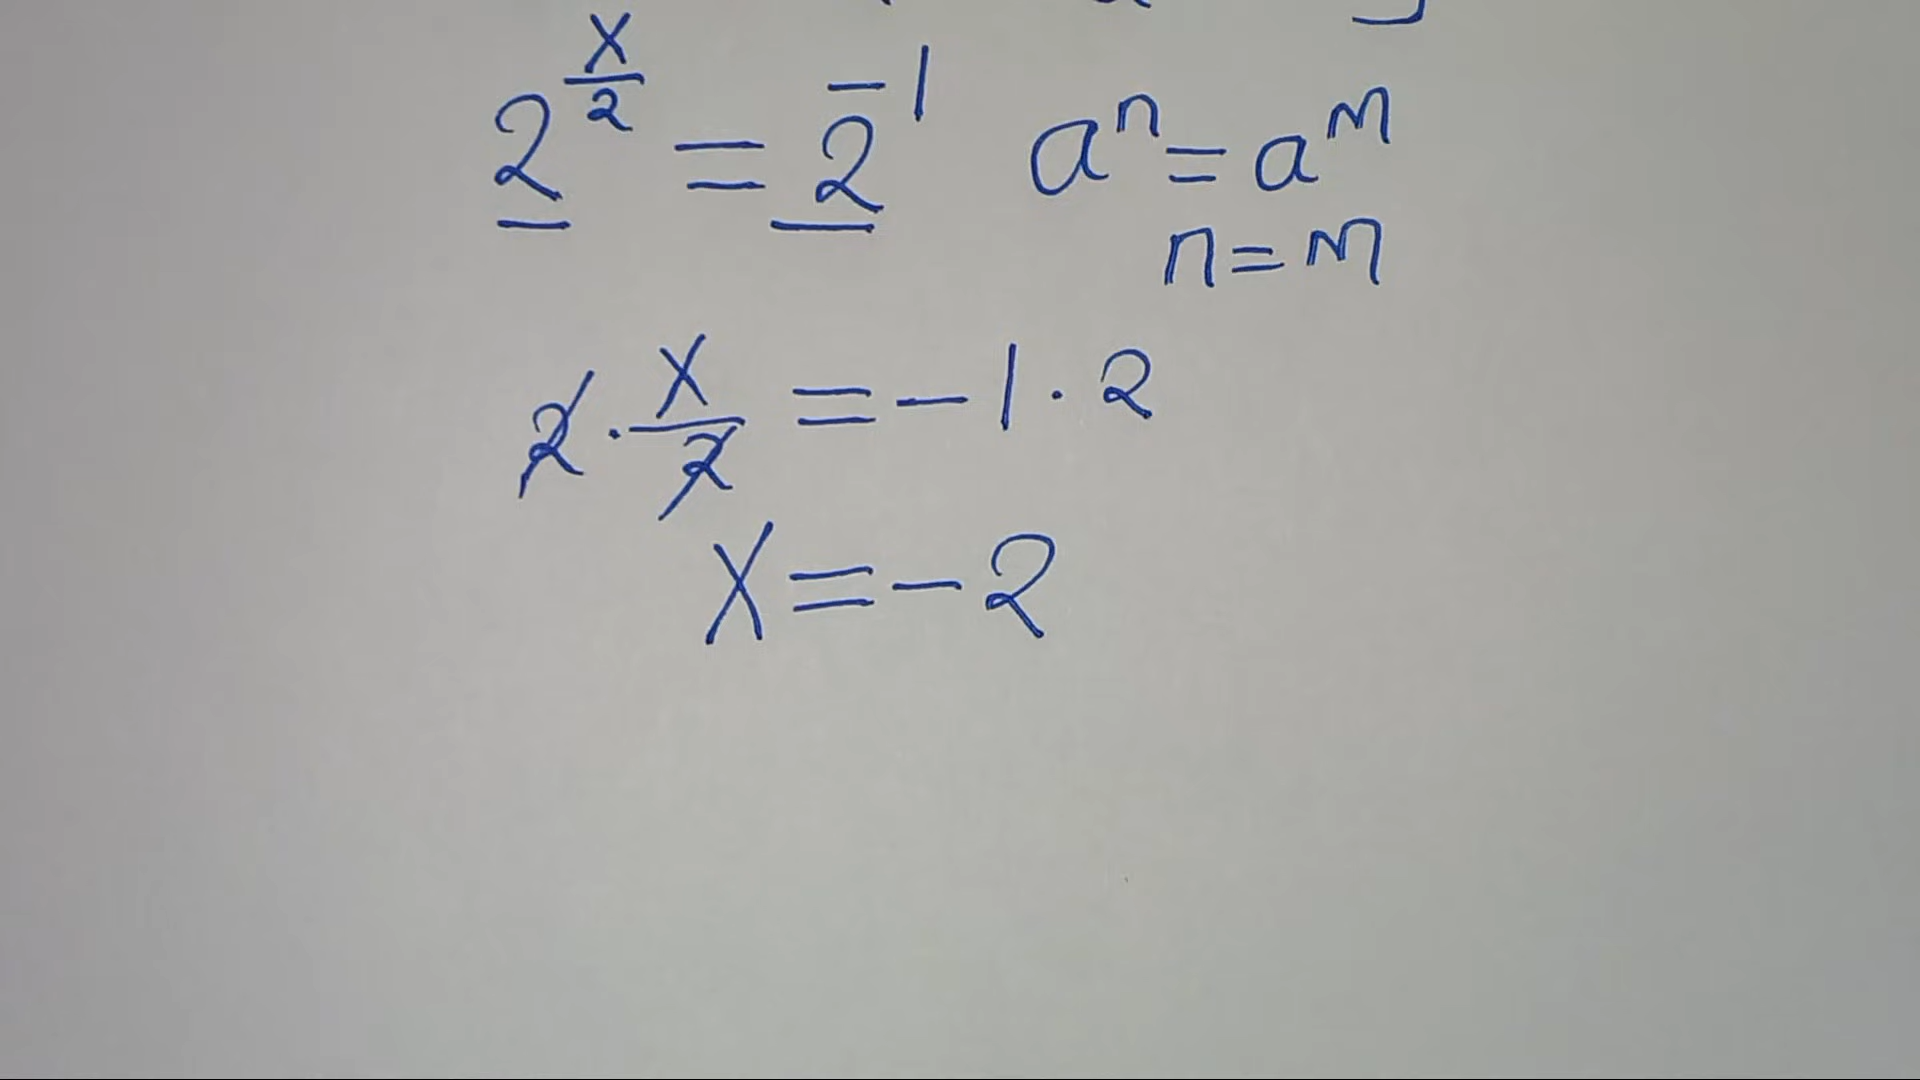 2^(x/2) = 2^-1 a^n = a^m
n = m
2 · x/2 = -1 · 2
x = -2